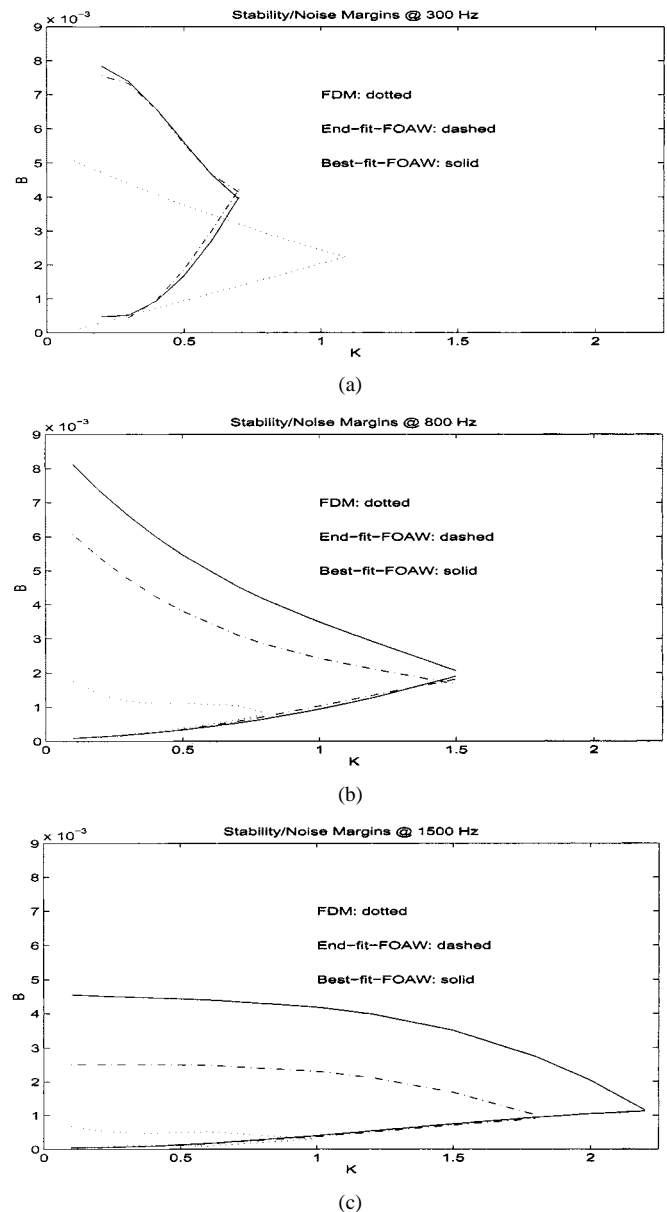 Stability/Noise Margins @ 300 Hz
× 10⁻³
9
8
7
6
5
4
3
2
1
0
B
FDM: dotted
End-fit-FOAW: dashed
Best-fit-FOAW: solid
0.5 1 1.5 2
K
(a)
Stability/Noise Margins @ 800 Hz
× 10⁻³
9
8
7
6
5
4
3
2
1
0
B
FDM: dotted
End-fit-FOAW: dashed
Best-fit-FOAW: solid
0 0.5 1 1.5 2
K
(b)
Stability/Noise Margins @ 1500 Hz
× 10⁻³
9
8
7
6
5
4
3
2
1
0
B
FDM: dotted
End-fit-FOAW: dashed
Best-fit-FOAW: solid
0 0.5 1 1.5 2
K
(c)